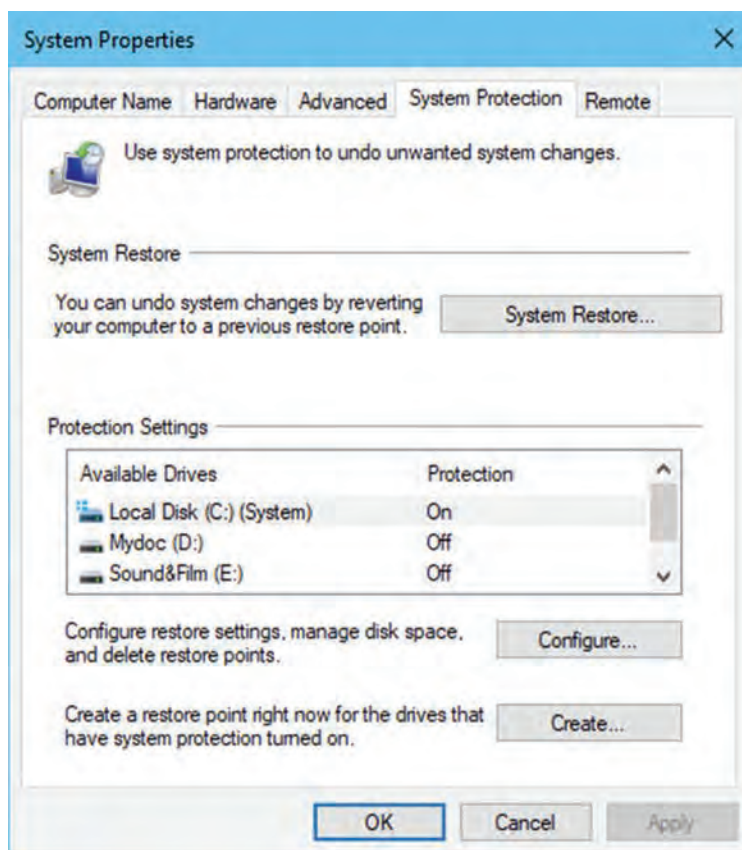 System Properties
Computer Name Hardware Advanced System Protection Remote
Use system protection to undo unwanted system changes.
System Restore
You can undo system changes by reverting
your computer to a previous restore point.
System Restore...
Protection Settings
Available Drives Protection
Local Disk (C:) (System) On
Mydoc (D:) Off
Sound&Film (E:) Off
Configure restore settings, manage disk space,
and delete restore points.
Configure...
Create a restore point right now for the drives that
have system protection turned on.
Create...
OK Cancel Apply